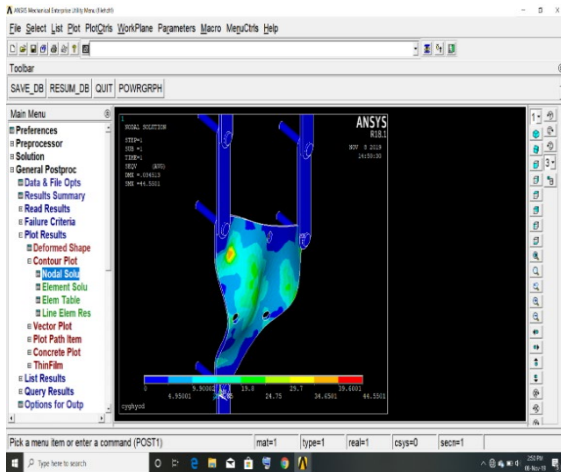 ANSYS Mechanical Enterprise Utility Menu (file)
File Select List Plot PlotCtrls WorkPlane Parameters Macro MenuCtrls Help
Toolbar
SAVE_DB RESUM_DB QUIT POWRGRPH
Main Menu
Preferences
Preprocessor
Solution
General Postproc
Data & File Opts
Results Summary
Read Results
Failure Criteria
Plot Results
Deformed Shape
Contour Plot
Nodal Solu
Element Solu
Elem Table
Line Elem Res
Vector Plot
Plot Path Item
Concrete Plot
ThinFilm
List Results
Query Results
Options for Outp
1
NODAL SOLUTION
STEP=1
SUB =1
TIME=1
SEQV (AVG)
SMX =44.5501
ANSYS
R18.1
NOV 5 2019
1
3
4.95001 24.75 34.6501 44.5501
19.8 29.7 39.6001
Pick a menu item or enter a command (POST1)
mat=1 type=1 real=1 csys=0 secn=1
Type here to search